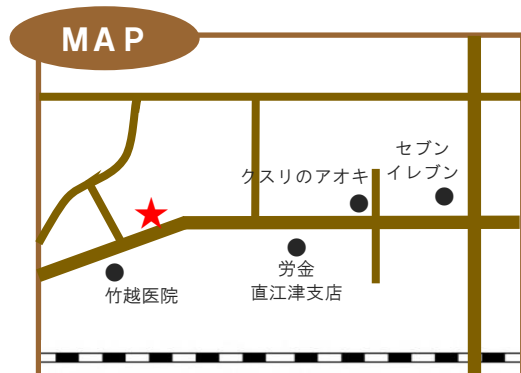 MAP
セブン
イレブン
クスリのアオキ
労金
直江津支店
竹越医院